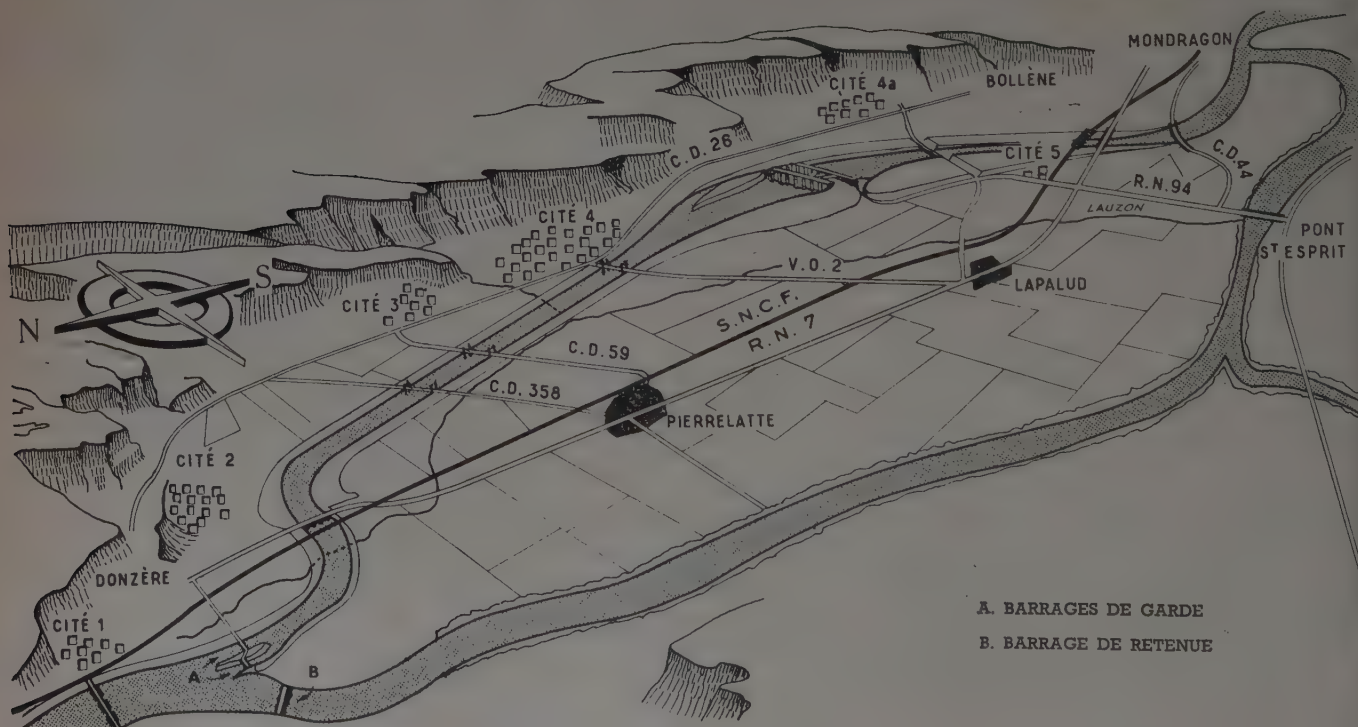 MONDRAGON
BOLLÈNE
CITÉ 4a
C.D.26
CITÉ 5
C.D.44
R.N.94
LAUZON
PONT
ST ESPRIT
CITÉ 4
S
V.O.2
LAPALUD
N
CITÉ 3
S.N.C.F.
R.N.7
C.D.59
C.D.358
PIERRELATTE
CITÉ 2
DONZÈRE
CITÉ 1
A
B
A. BARRAGES DE GARDE
B. BARRAGE DE RETENUE